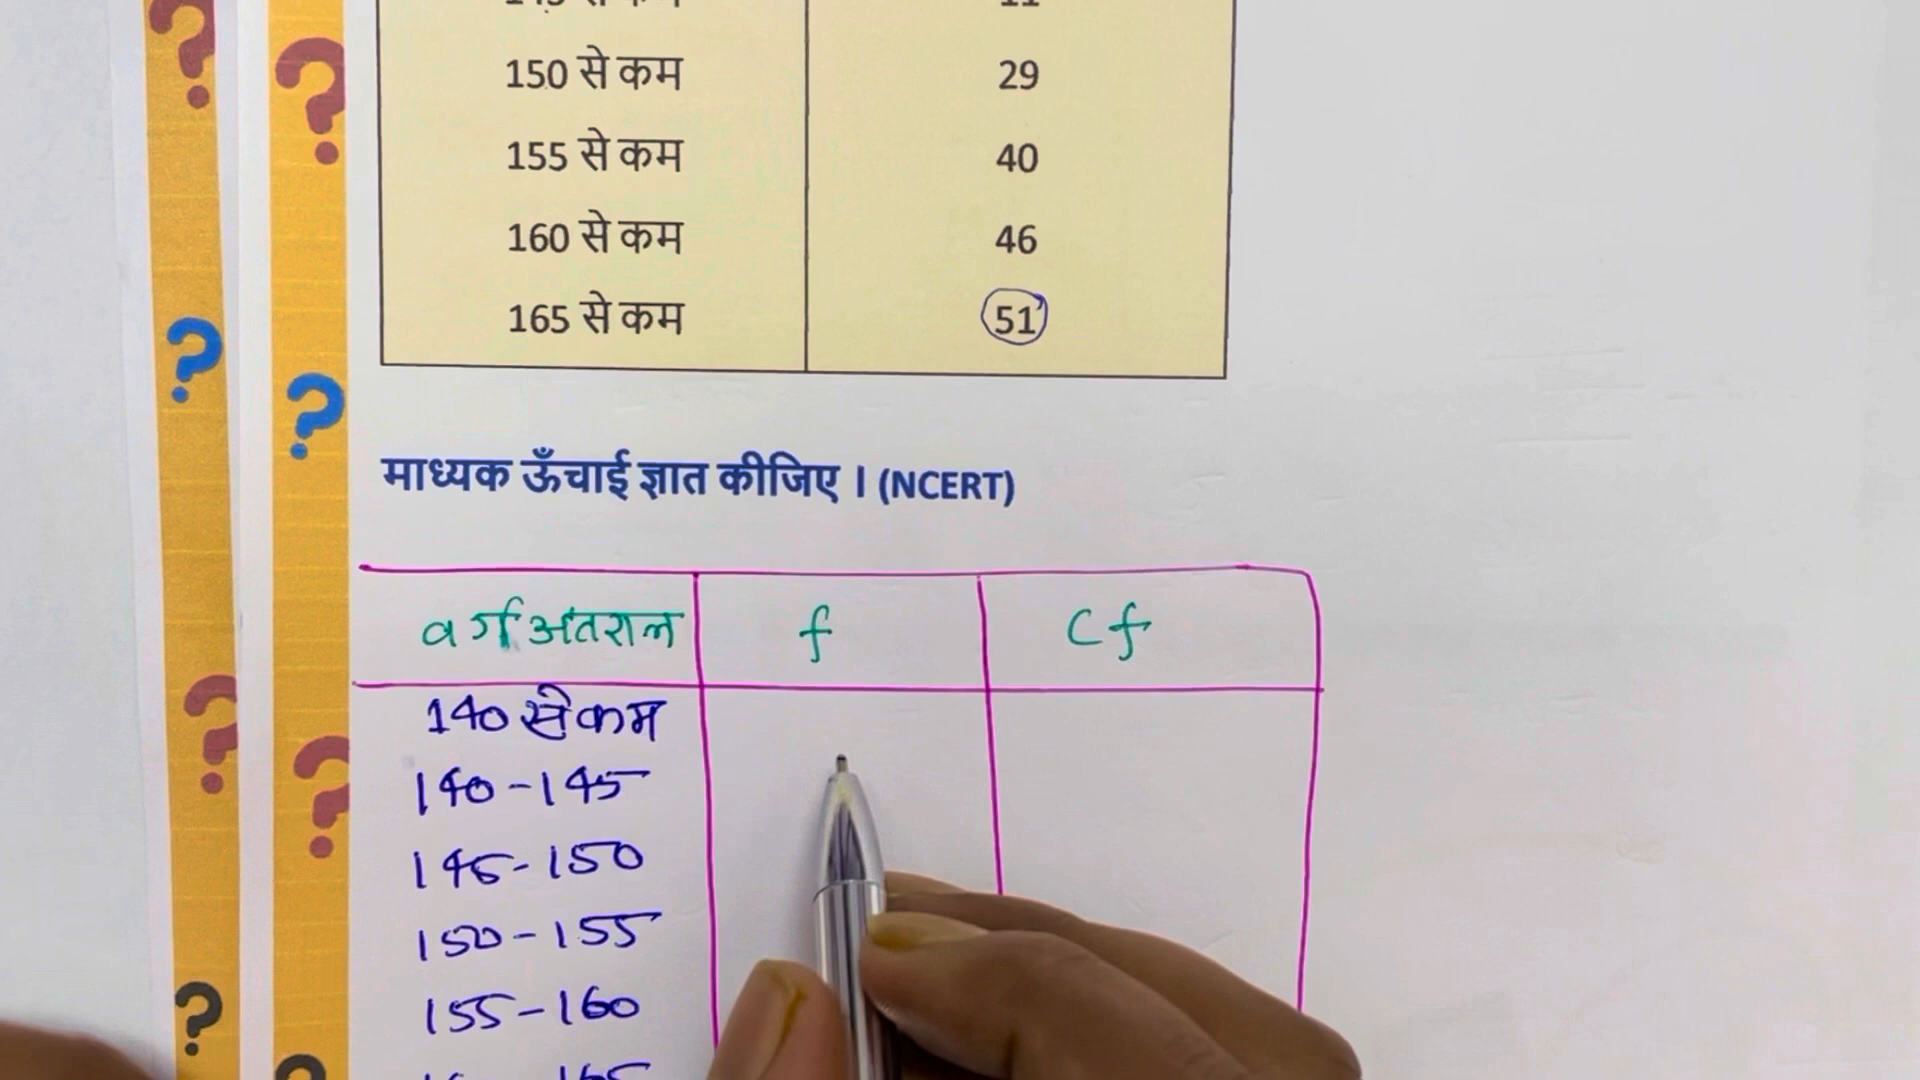 150 से कम 29
155 से कम 40
160 से कम 46
165 से कम 51
माध्यक ऊँचाई ज्ञात कीजिए । (NCERT)
वर्ग अंतराल f Cf
140 से कम
140-145
145-150
150-155
155-160